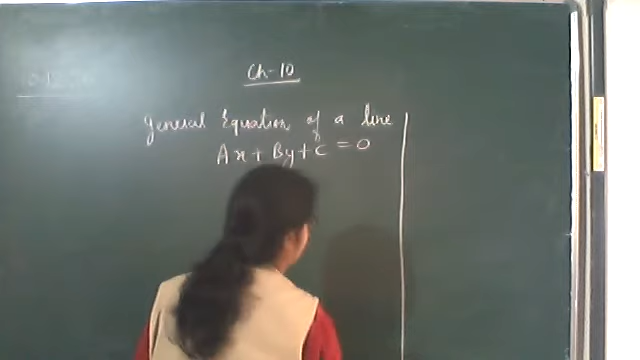 Ch-10
General Equation of a line
Ax + By + C = 0